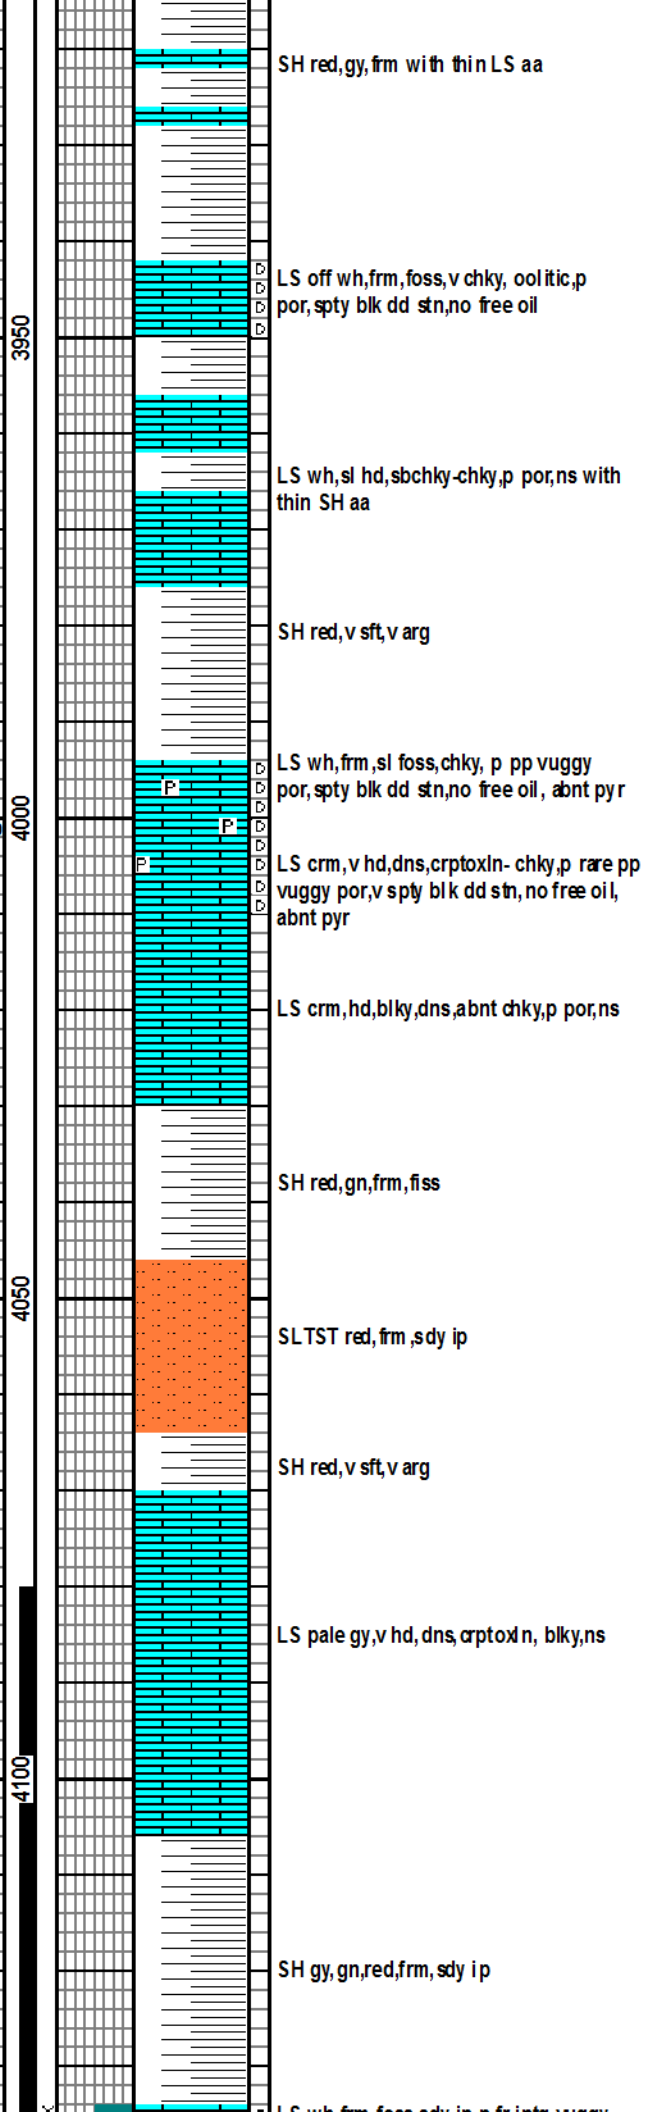 SH red,gy,frm with thin LS aa
D
LS off wh,frm,foss,v chky, oolitic,p
D
por,spty blk dd stn,no free oil
D
D
3950
LS wh,sl hd,sbchky-chky,p por,ns with
thin SH aa
SH red,v sft,v arg
LS wh,frm,sl foss,chky, p pp vuggy
D
P
D
por,spty blk dd stn,no free oil, abnt pyr
D
4000
P
D
D
P
D
LS crm,v hd,dns,crptoxln- chky,p rare pp
D
vuggy por,v spty blk dd stn,no free oil,
D
abnt pyr
LS crm,hd,blky,dns,abnt chky,p por,ns
SH red,gn,frm,fiss
4050
SLTST red,frm,sdy ip
SH red,v sft,v arg
LS pale gy,v hd,dns,crptoxln, blky,ns
4100
SH gy,gn,red,frm,sdy ip